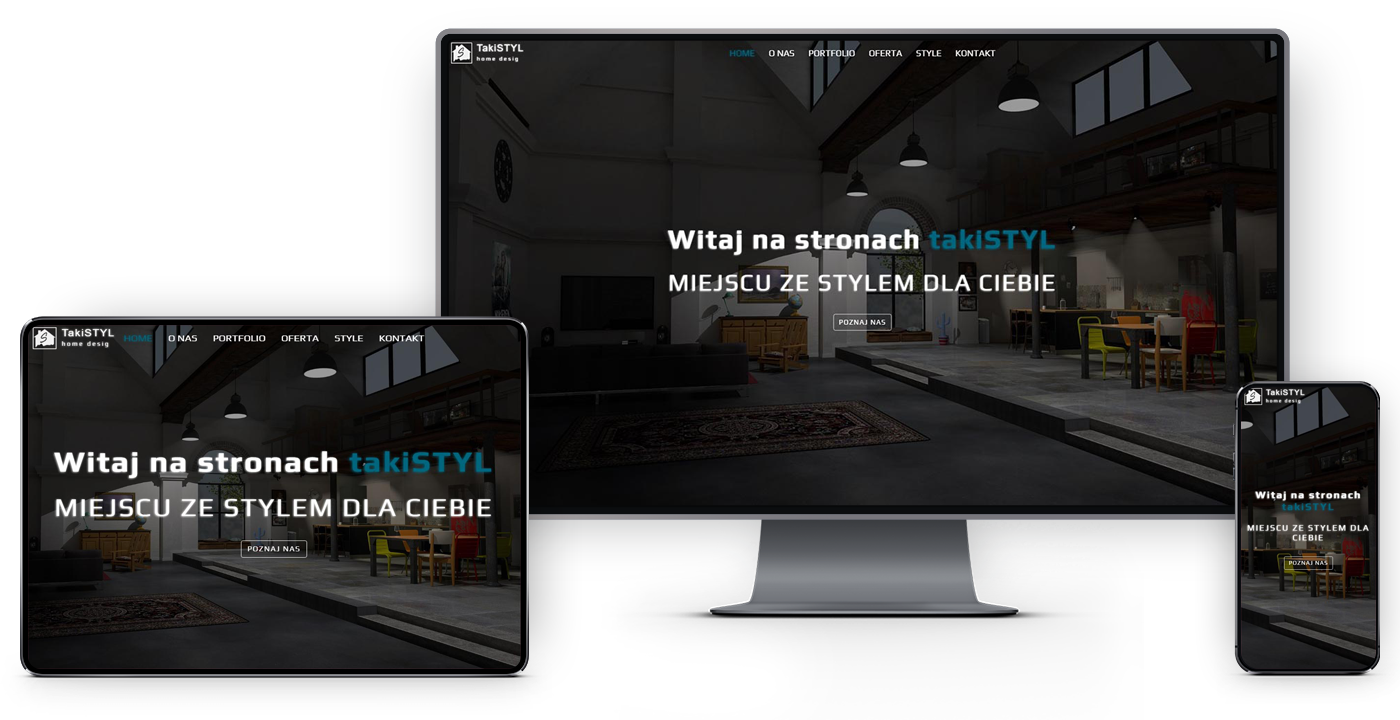 TakiSTYL
home desig
HOME O NAS PORTFOLIO OFERTA STYLE KONTAKT
Witaj na stronach takiSTYL
MIEJSCU ZE STYLEM DLA CIEBIE
POZNAJ NAS
TakiSTYL
home desig
HOME O NAS PORTFOLIO OFERTA STYLE KONTAKT
Witaj na stronach takiSTYL
MIEJSCU ZE STYLEM DLA CIEBIE
POZNAJ NAS
TakiSTYL
home desig
Witaj na stronach
takiSTYL
MIEJSCU ZE STYLEM DLA
CIEBIE
POZNAJ NAS